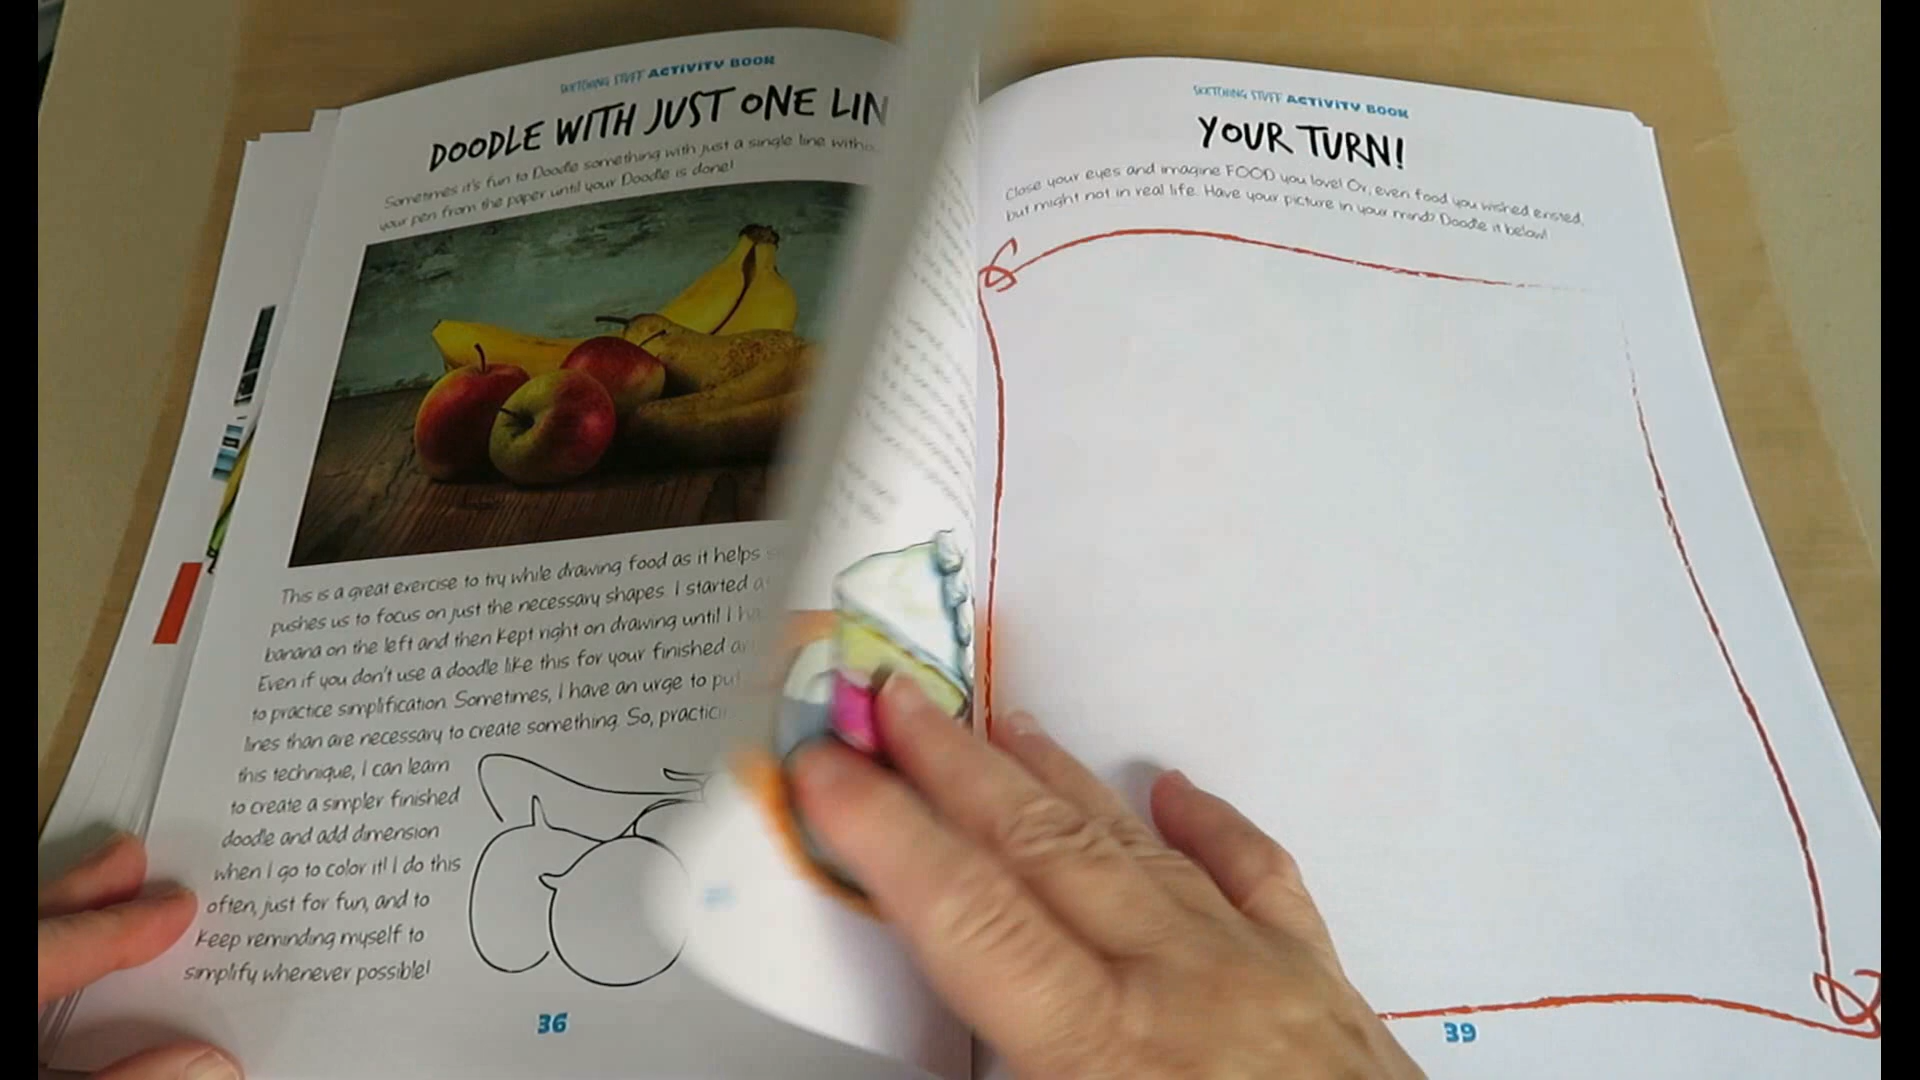 SKETCHING STUFF ACTIVITY BOOK
DOODLE WITH JUST ONE LIN
Sometimes it's fun to Doodle something with just a single line
your pen from the paper until your Doodle is done!
This is a great exercise to try while drawing food as it helps
pushes us to focus on just the necessary shapes. I started
banana on the left and then kept right on drawing until I
Even if you don't use a doodle like this for your finished
to practice simplification. Sometimes, I have an urge to
lines than are necessary to create something. So,
this technique, I can learn
to create a simpler finished
doodle and add dimension
when I go to color it! I do this
often, just for fun, and to
keep reminding myself to
simplify whenever possible!
36
SKETCHING STUFF ACTIVITY BOOK
YOUR TURN!
Close your eyes and imagine FOOD you love! Or, even food you wished existed,
but might not in real life. Have your picture in your mind? Doodle it below!
39